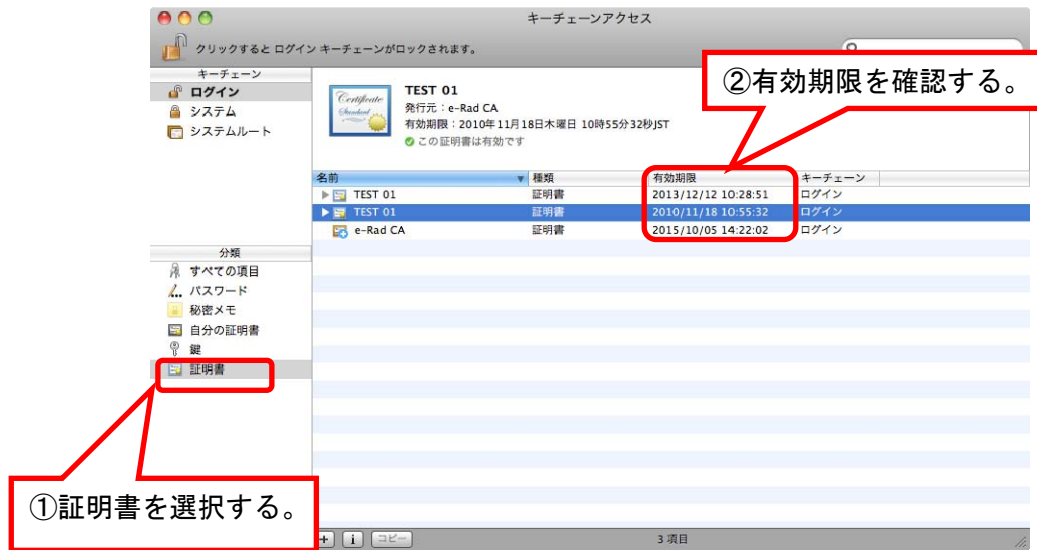 キーチェーンアクセス
クリックすると ログイン キーチェーンがロックされます。
②有効期限を確認する。
キーチェーン
ログイン
システム
システムルート
Certificate
Standard
TEST 01
発行元：e-Rad CA
有効期限：2010年11月18日木曜日 10時55分32秒JST
この証明書は有効です
名前 種類 有効期限 キーチェーン
TEST 01 証明書 2013/12/12 10:28:51 ログイン
TEST 01 証明書 2010/11/18 10:55:32 ログイン
e-Rad CA 証明書 2015/10/05 14:22:02 ログイン
分類
すべての項目
パスワード
秘密メモ
自分の証明書
鍵
証明書
①証明書を選択する。
+ i コピー 3 項目